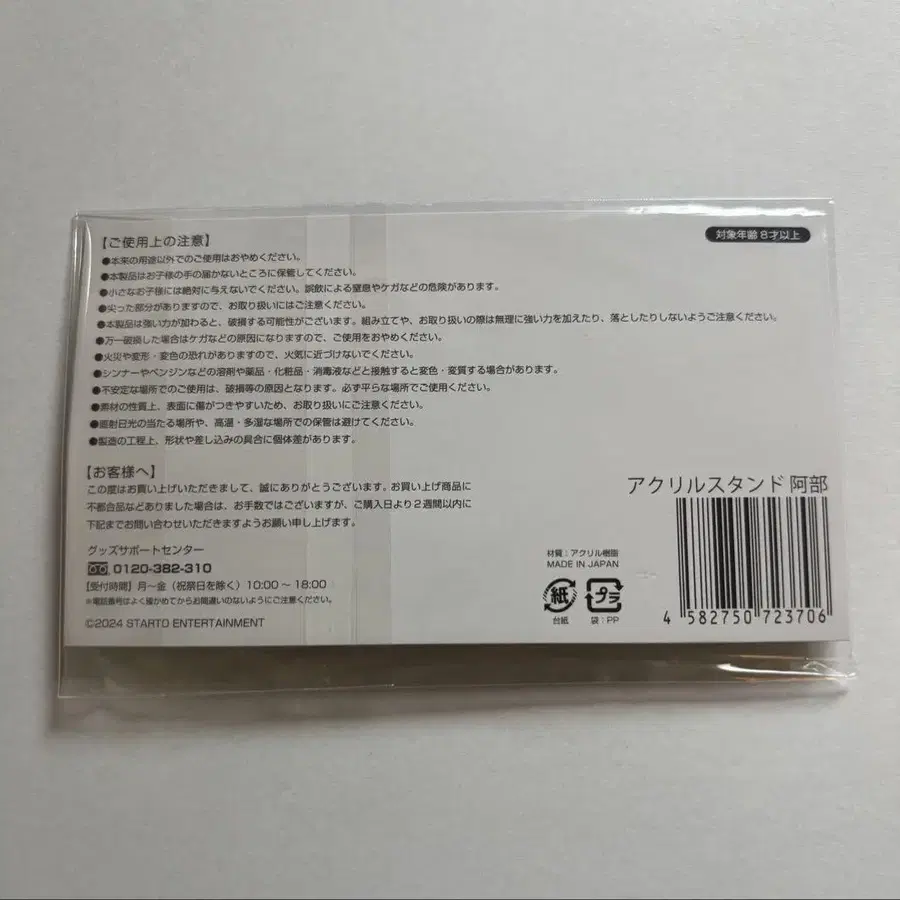 【ご使用上の注意】
対象年齢8才以上
●本来の用途以外でのご使用はおやめください。
●本製品はお子様の手の届かないところに保管してください。
●小さなお子様には絶対に与えないでください。誤飲による窒息やケガなどの危険があります。
●尖った部分がありますので、お取り扱いにはご注意ください。
●本製品は強い力が加わると、破損する可能性がございます。組み立てや、お取り扱いの際は無理に強い力を加えたり、落としたりしないようご注意ください。
●万一破損した場合はケガなどの原因になりますので、ご使用をおやめください。
●火災や変形・変色の恐れがありますので、火気に近づけないでください。
●シンナーやベンジンなどの溶剤や薬品・化粧品・消毒液などと接触すると変色・変質する場合があります。
●不安定な場所でのご使用は、破損等の原因となります。必ず平らな場所でご使用ください。
●素材の性質上、表面に傷がつきやすいため、お取り扱いにご注意ください。
●直射日光の当たる場所や、高温・多湿な場所での保管は避けてください。
●製造の工程上、形状や差し込みの具合に個体差があります。
【お客様へ】
この度はお買い上げいただきまして、誠にありがとうございます。お買い上げ商品に
不都合品などありました場合は、お手数ではございますが、ご購入日より2週間以内に
下記までお問い合わせいただきますようお願い申し上げます。
グッズサポートセンター
0120-382-310
【受付時間】月〜金（祝祭日を除く）10:00〜18:00
※電話番号はよく確かめてからお間違いのないようにご注意ください。
©2024 STARTO ENTERTAINMENT
アクリルスタンド 阿部
材質：アクリル樹脂
MADE IN JAPAN
紙 プラ
台紙 袋：PP
4 582750 723706